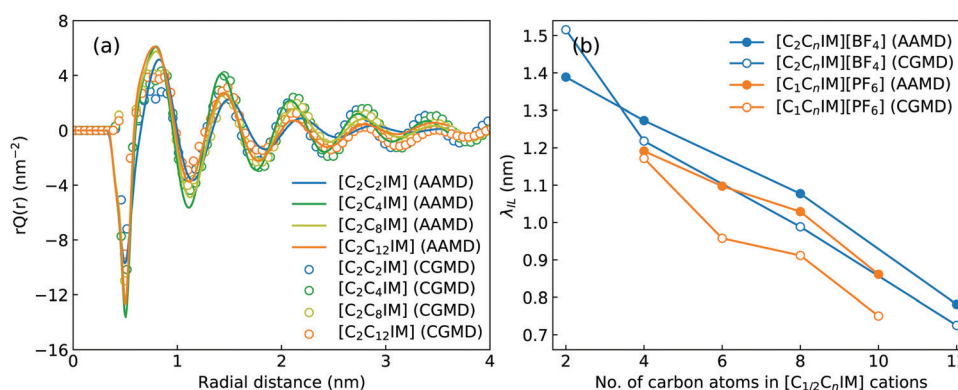 (a)
8
4
0
−4
−8
−12
−16
rQ(r) (nm⁻²)
[C₂C₂IM] (AAMD)
[C₂C₄IM] (AAMD)
[C₂C₈IM] (AAMD)
[C₂C₁₂IM] (AAMD)
[C₂C₂IM] (CGMD)
[C₂C₄IM] (CGMD)
[C₂C₈IM] (CGMD)
[C₂C₁₂IM] (CGMD)
0 1 2 3 4
Radial distance (nm)
(b)
1.5
1.4
1.3
1.2
1.1
1.0
0.9
0.8
0.7
λ_IL (nm)
[C₂CₙIM][BF₄] (AAMD)
[C₂CₙIM][BF₄] (CGMD)
[C₁CₙIM][PF₆] (AAMD)
[C₁CₙIM][PF₆] (CGMD)
2 4 6 8 10
No. of carbon atoms in [C₁/₂CₙIM] cations